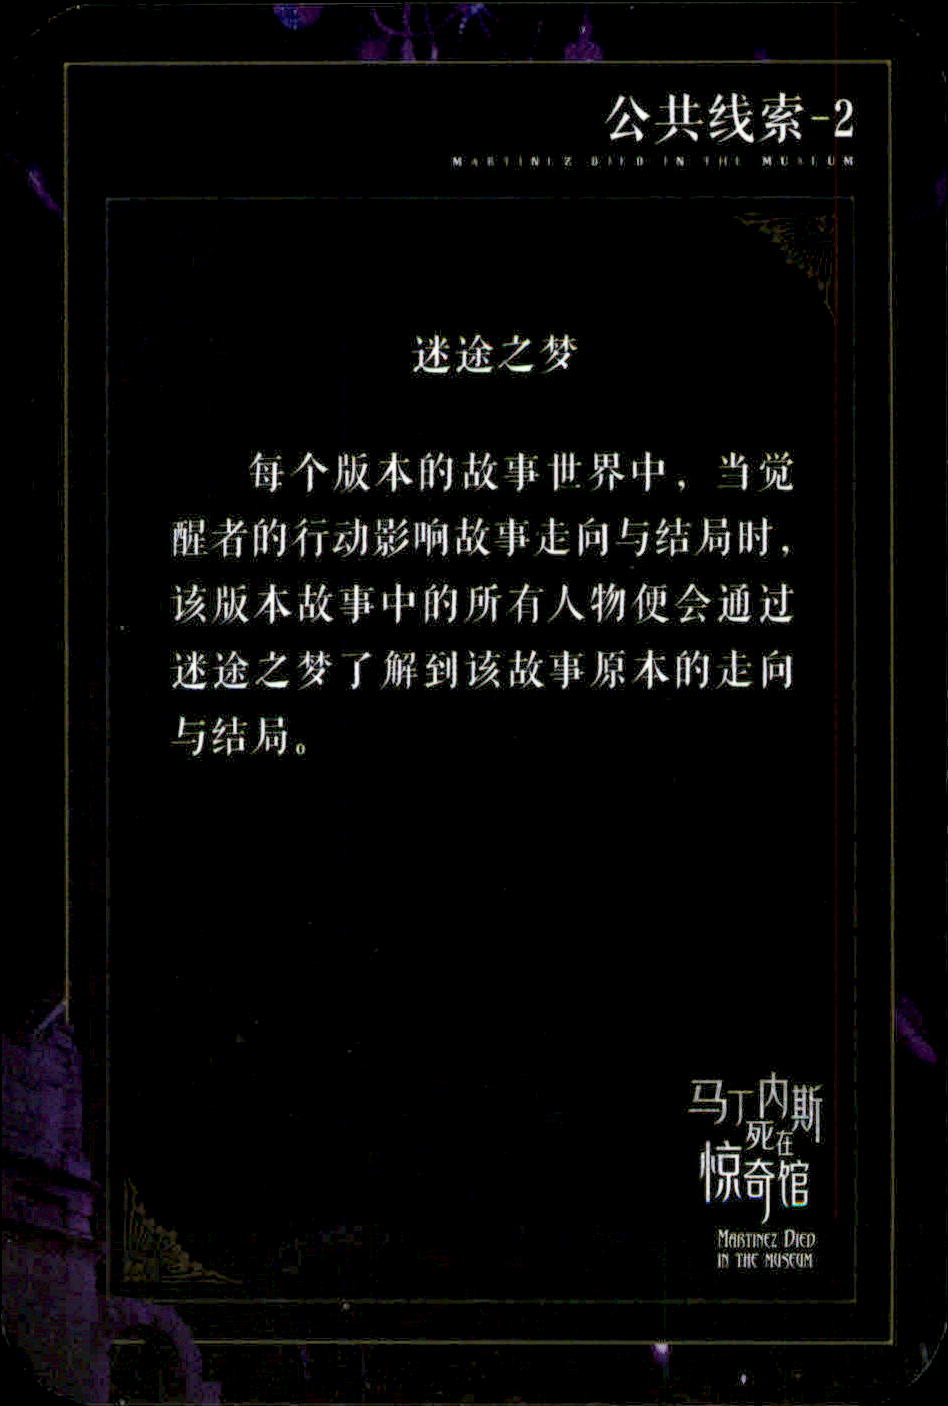 公共线索-2
MARTINEZ DIED IN THE MUSEUM
迷途之梦
每个版本的故事世界中，当觉
醒者的行动影响故事走向与结局时，
该版本故事中的所有人物便会通过
迷途之梦了解到该故事原本的走向
与结局。
马丁内斯
死在
惊奇馆
MARTINEZ DIED
IN THE MUSEUM